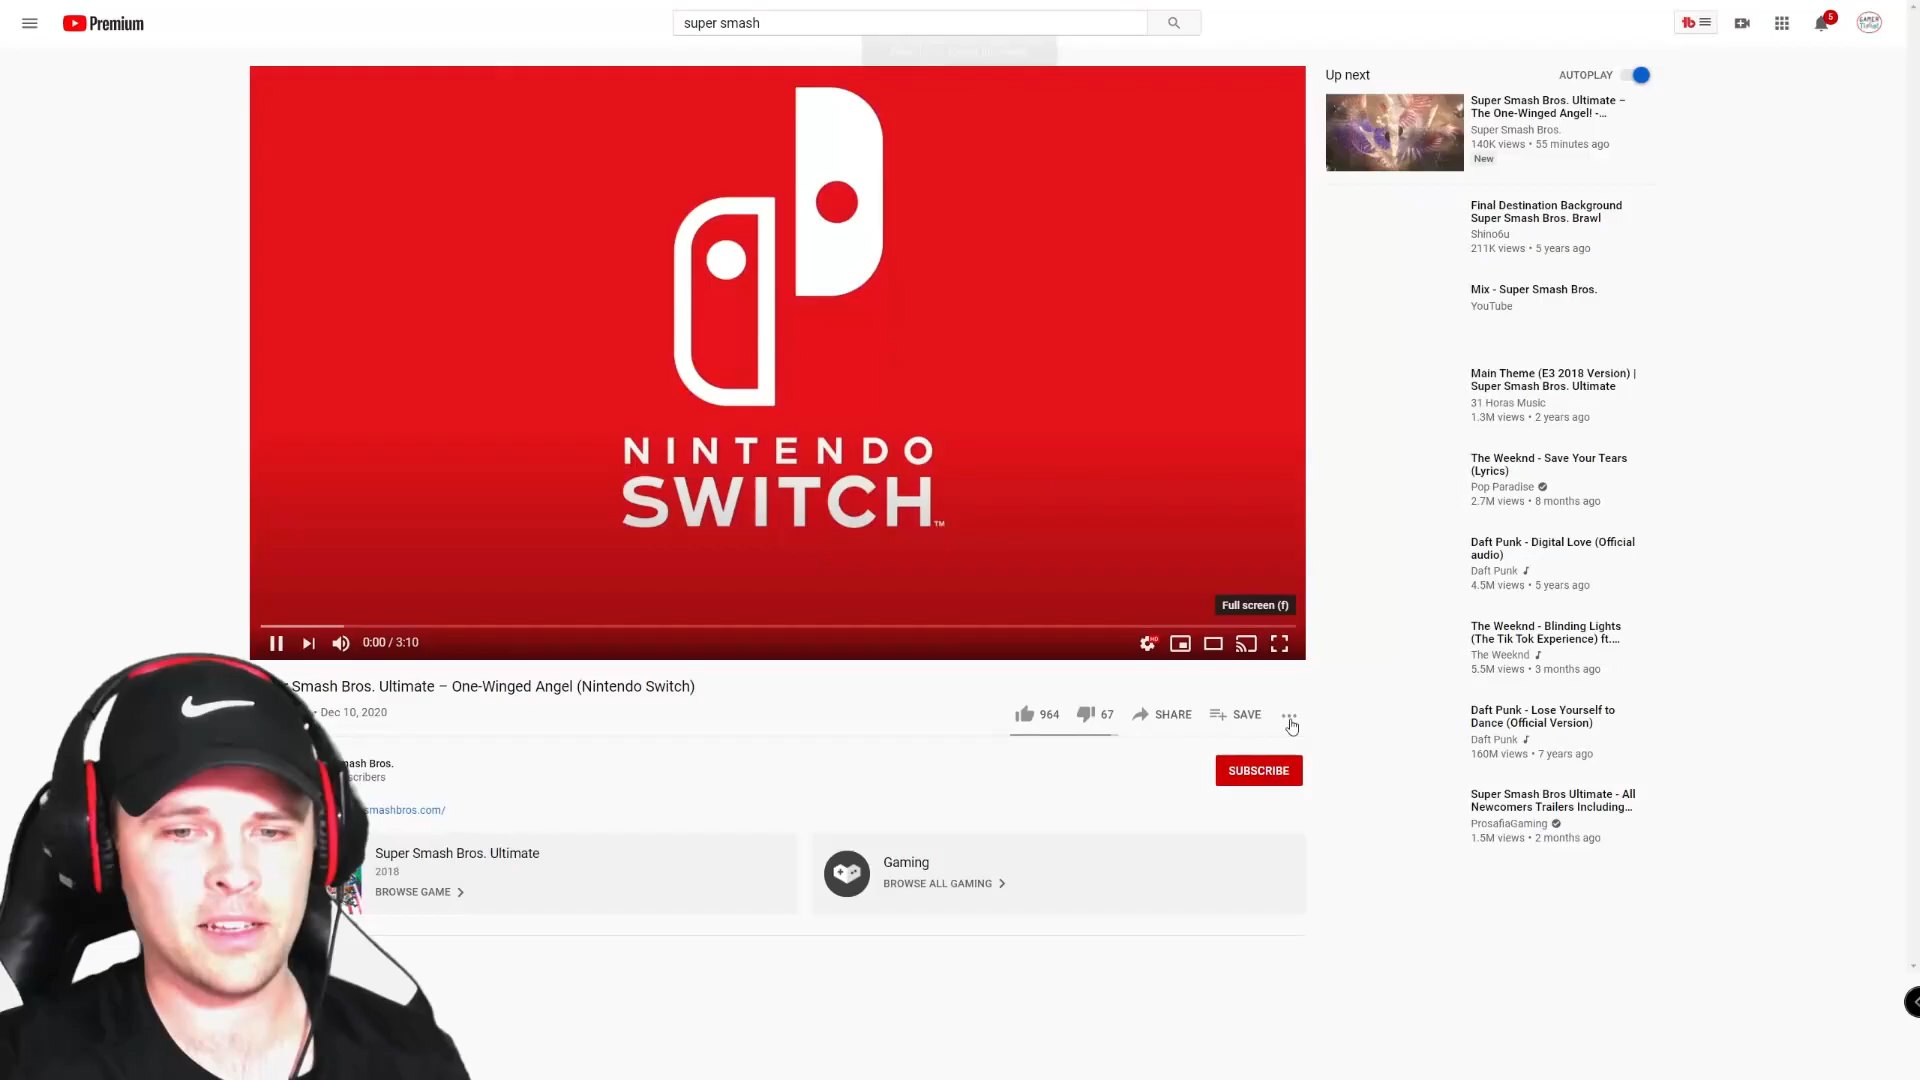 Premium
super smash
5
Up next
AUTOPLAY
Super Smash Bros. Ultimate –
The One-Winged Angel! -...
Super Smash Bros.
140K views • 55 minutes ago
New
Final Destination Background
Super Smash Bros. Brawl
Shino6u
211K views • 5 years ago
Mix - Super Smash Bros.
YouTube
Main Theme (E3 2018 Version) |
Super Smash Bros. Ultimate
31 Horas Music
1.3M views • 2 years ago
The Weeknd - Save Your Tears
(Lyrics)
Pop Paradise
2.7M views • 8 months ago
Daft Punk - Digital Love (Official
audio)
Daft Punk
4.5M views • 5 years ago
The Weeknd - Blinding Lights
(The Tik Tok Experience) ft....
The Weeknd
5.5M views • 3 months ago
Daft Punk - Lose Yourself to
Dance (Official Version)
Daft Punk
160M views • 7 years ago
Super Smash Bros Ultimate - All
Newcomers Trailers Including...
ProsafiaGaming
1.5M views • 2 months ago
NINTENDO
SWITCH™
Full screen (f)
0:00 / 3:10
HD
Smash Bros. Ultimate – One-Winged Angel (Nintendo Switch)
• Dec 10, 2020
964 67 SHARE SAVE
mash Bros.
scribers
SUBSCRIBE
smashbros.com/
Super Smash Bros. Ultimate
2018
BROWSE GAME
Gaming
BROWSE ALL GAMING